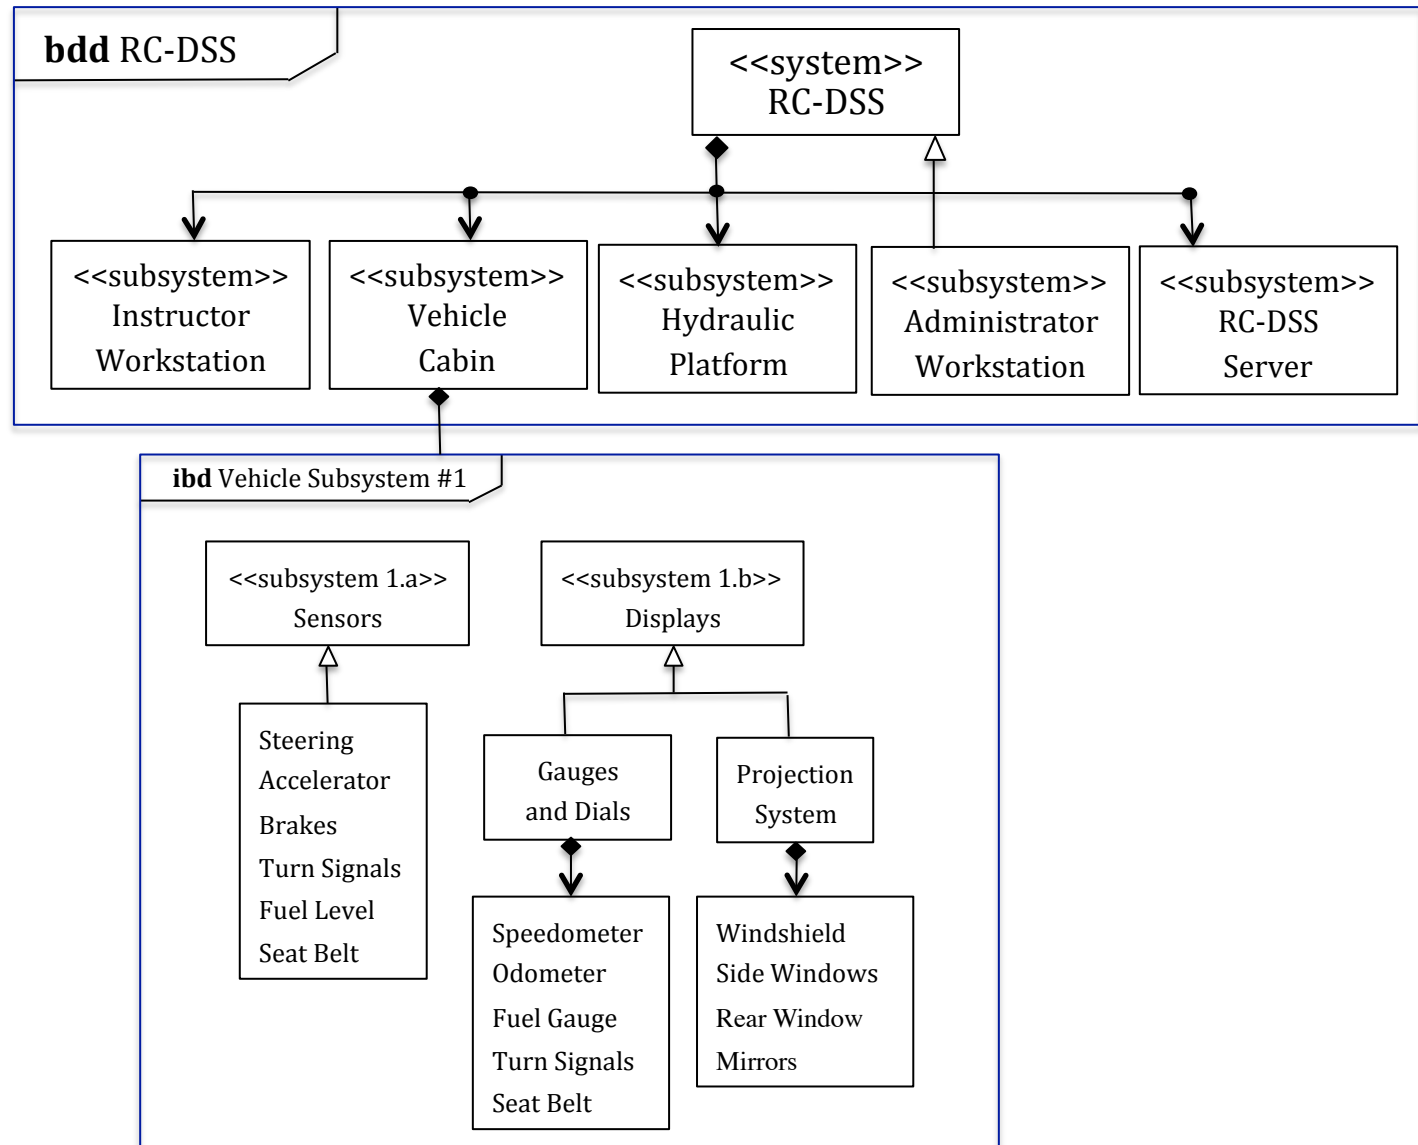 bdd RC-DSS
<<system>>
RC-DSS
<<subsystem>>
Instructor
Workstation
<<subsystem>>
Vehicle
Cabin
<<subsystem>>
Hydraulic
Platform
<<subsystem>>
Administrator
Workstation
<<subsystem>>
RC-DSS
Server
ibd Vehicle Subsystem #1
<<subsystem 1.a>>
Sensors
<<subsystem 1.b>>
Displays
Steering
Accelerator
Brakes
Turn Signals
Fuel Level
Seat Belt
Gauges
and Dials
Projection
System
Speedometer
Odometer
Fuel Gauge
Turn Signals
Seat Belt
Windshield
Side Windows
Rear Window
Mirrors